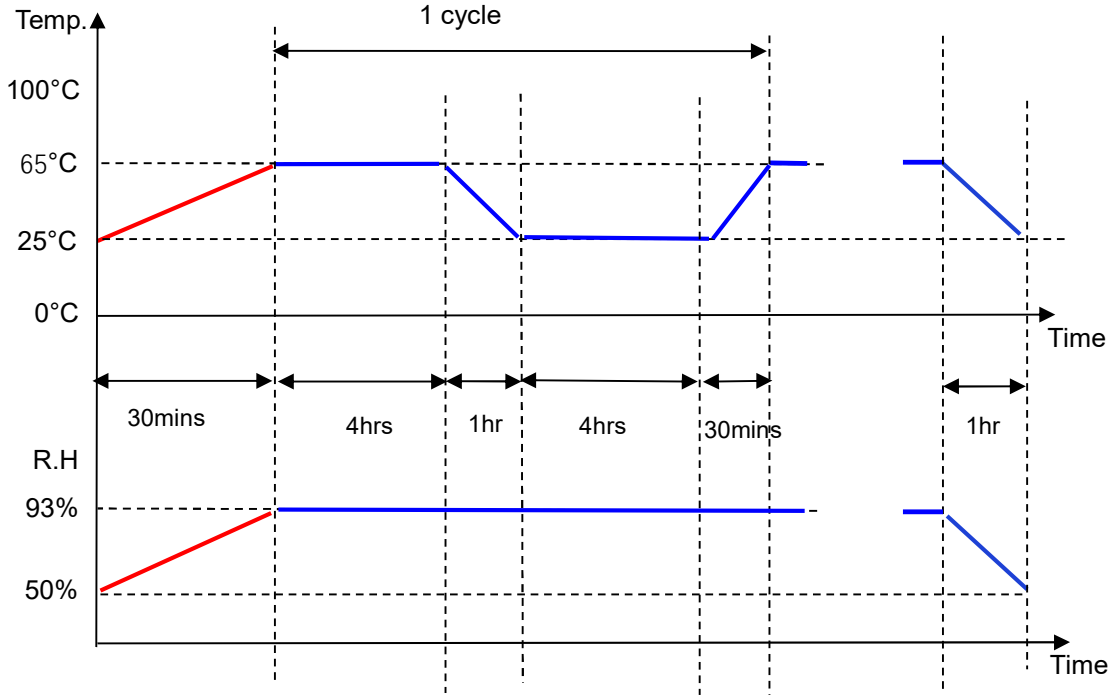 1 cycle
Temp.
100°C
65°C
25°C
0°C
Time
30mins
4hrs
1hr
4hrs
30mins
1hr
R.H
93%
50%
Time